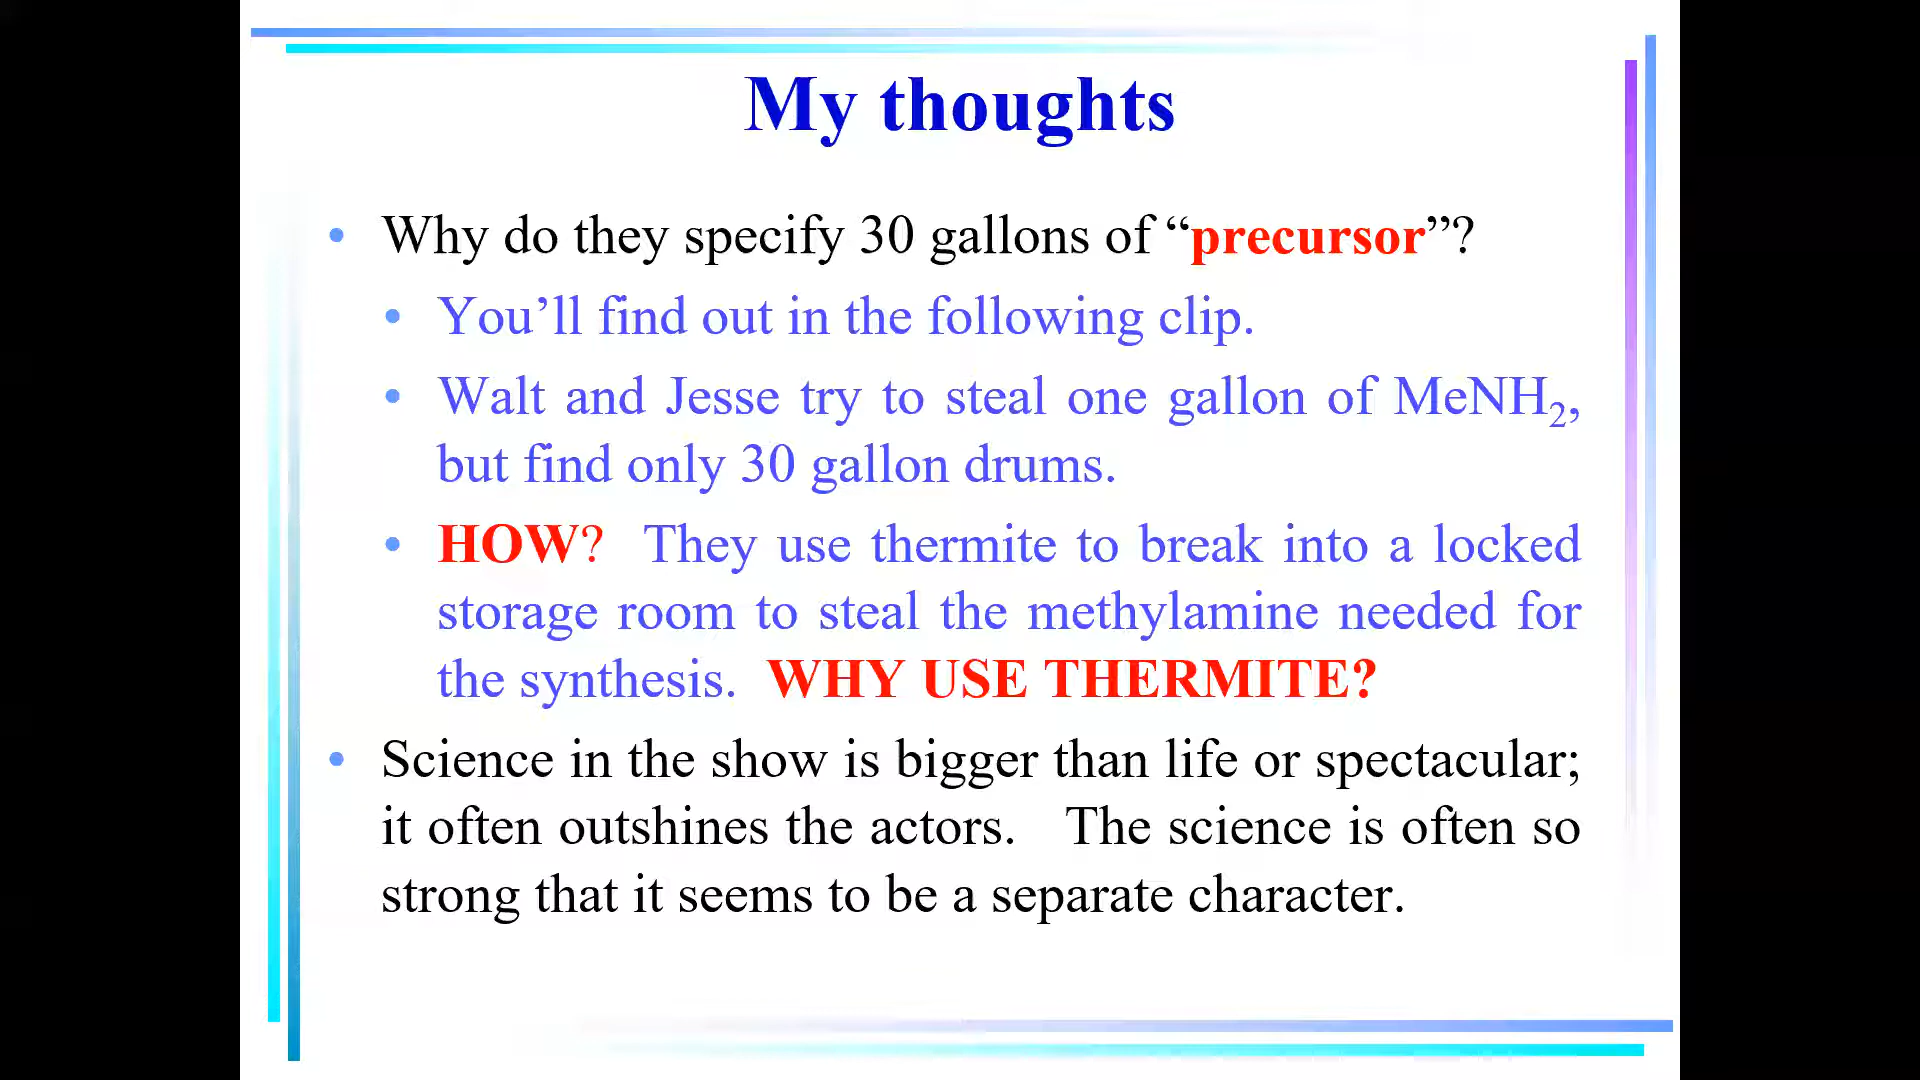 My thoughts
• Why do they specify 30 gallons of “precursor”?
• You’ll find out in the following clip.
• Walt and Jesse try to steal one gallon of MeNH₂,
but find only 30 gallon drums.
• HOW? They use thermite to break into a locked
storage room to steal the methylamine needed for
the synthesis. WHY USE THERMITE?
• Science in the show is bigger than life or spectacular;
it often outshines the actors. The science is often so
strong that it seems to be a separate character.